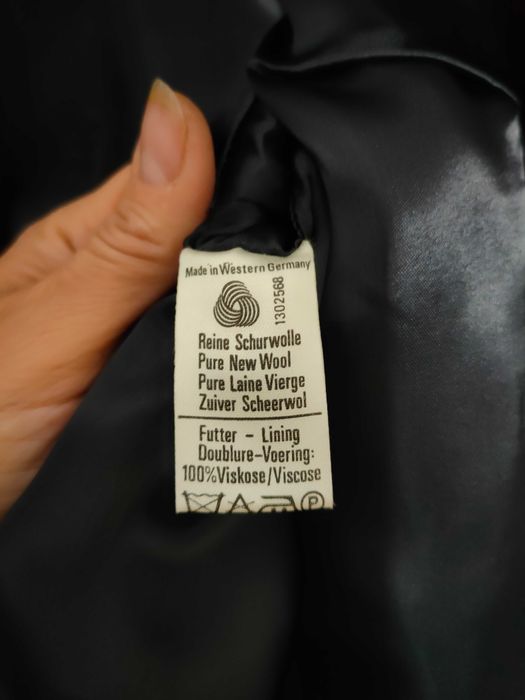 Made in Western Germany
1302568
Reine Schurwolle
Pure New Wool
Pure Laine Vierge
Zuiver Scheerwol
Futter - Lining
Doublure-Voering:
100%Viskose/Viscose
P